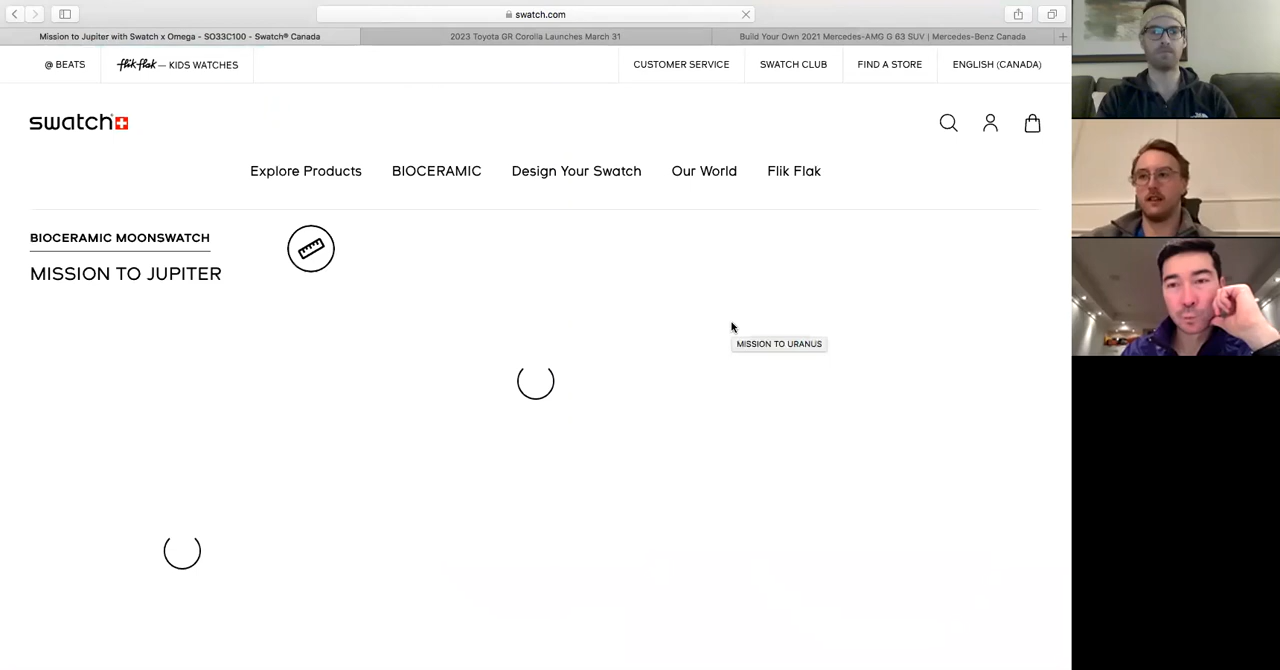 swatch.com
Mission to Jupiter with Swatch x Omega - SO33C100 - Swatch® Canada
2023 Toyota GR Corolla Launches March 31
Build Your Own 2021 Mercedes-AMG G 63 SUV | Mercedes-Benz Canada
@ BEATS
flik flak — KIDS WATCHES
CUSTOMER SERVICE
SWATCH CLUB
FIND A STORE
ENGLISH (CANADA)
swatch
Explore Products
BIOCERAMIC
Design Your Swatch
Our World
Flik Flak
BIOCERAMIC MOONSWATCH
MISSION TO JUPITER
MISSION TO URANUS